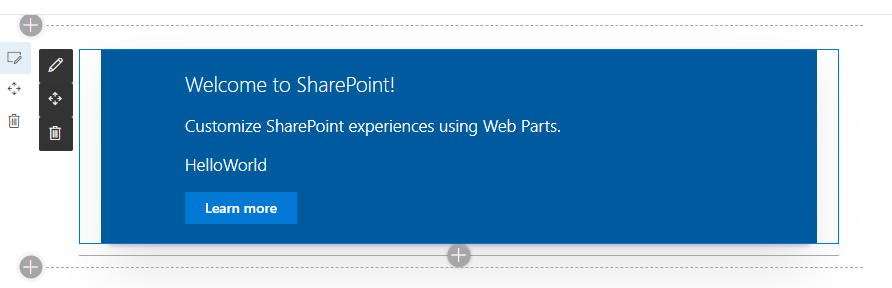 Welcome to SharePoint!
Customize SharePoint experiences using Web Parts.
HelloWorld
Learn more